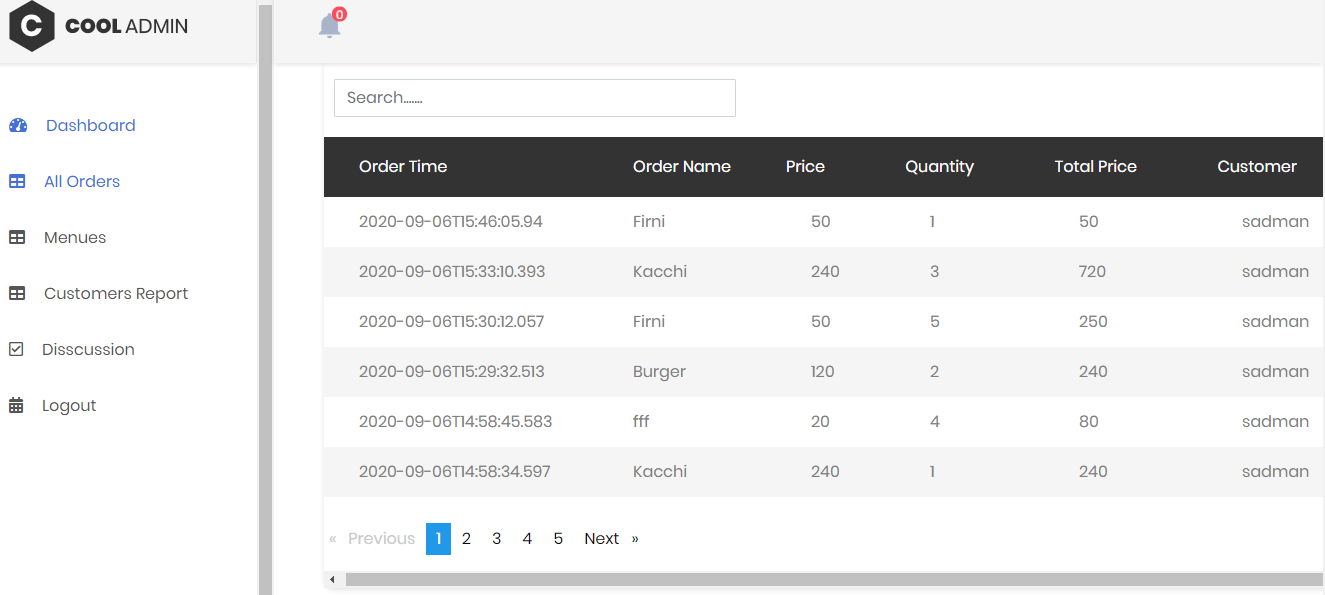 C COOL ADMIN
0
Search.......
Dashboard
All Orders
Menues
Customers Report
Disscussion
Logout
Order Time Order Name Price Quantity Total Price Customer
2020-09-06T15:46:05.94 Firni 50 1 50 sadman
2020-09-06T15:33:10.393 Kacchi 240 3 720 sadman
2020-09-06T15:30:12.057 Firni 50 5 250 sadman
2020-09-06T15:29:32.513 Burger 120 2 240 sadman
2020-09-06T14:58:45.583 fff 20 4 80 sadman
2020-09-06T14:58:34.597 Kacchi 240 1 240 sadman
« Previous 1 2 3 4 5 Next »